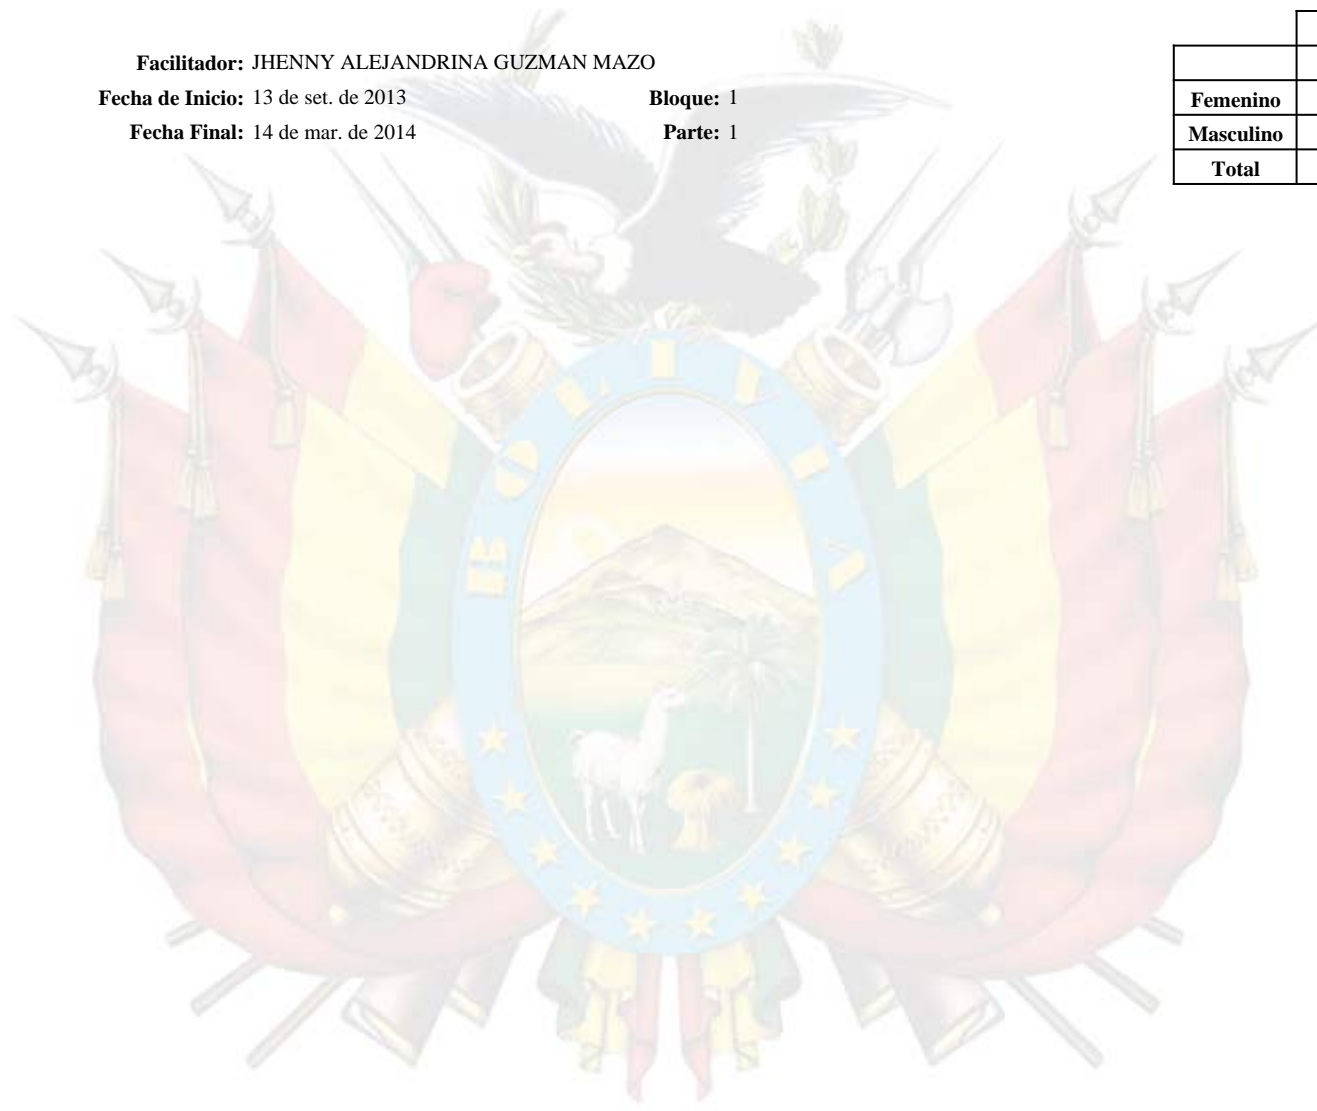 Facilitador: JHENNY ALEJANDRINA GUZMAN MAZO
Fecha de Inicio: 13 de set. de 2013 Bloque: 1
Fecha Final: 14 de mar. de 2014 Parte: 1
Femenino
Masculino
Total
BOLIVIA